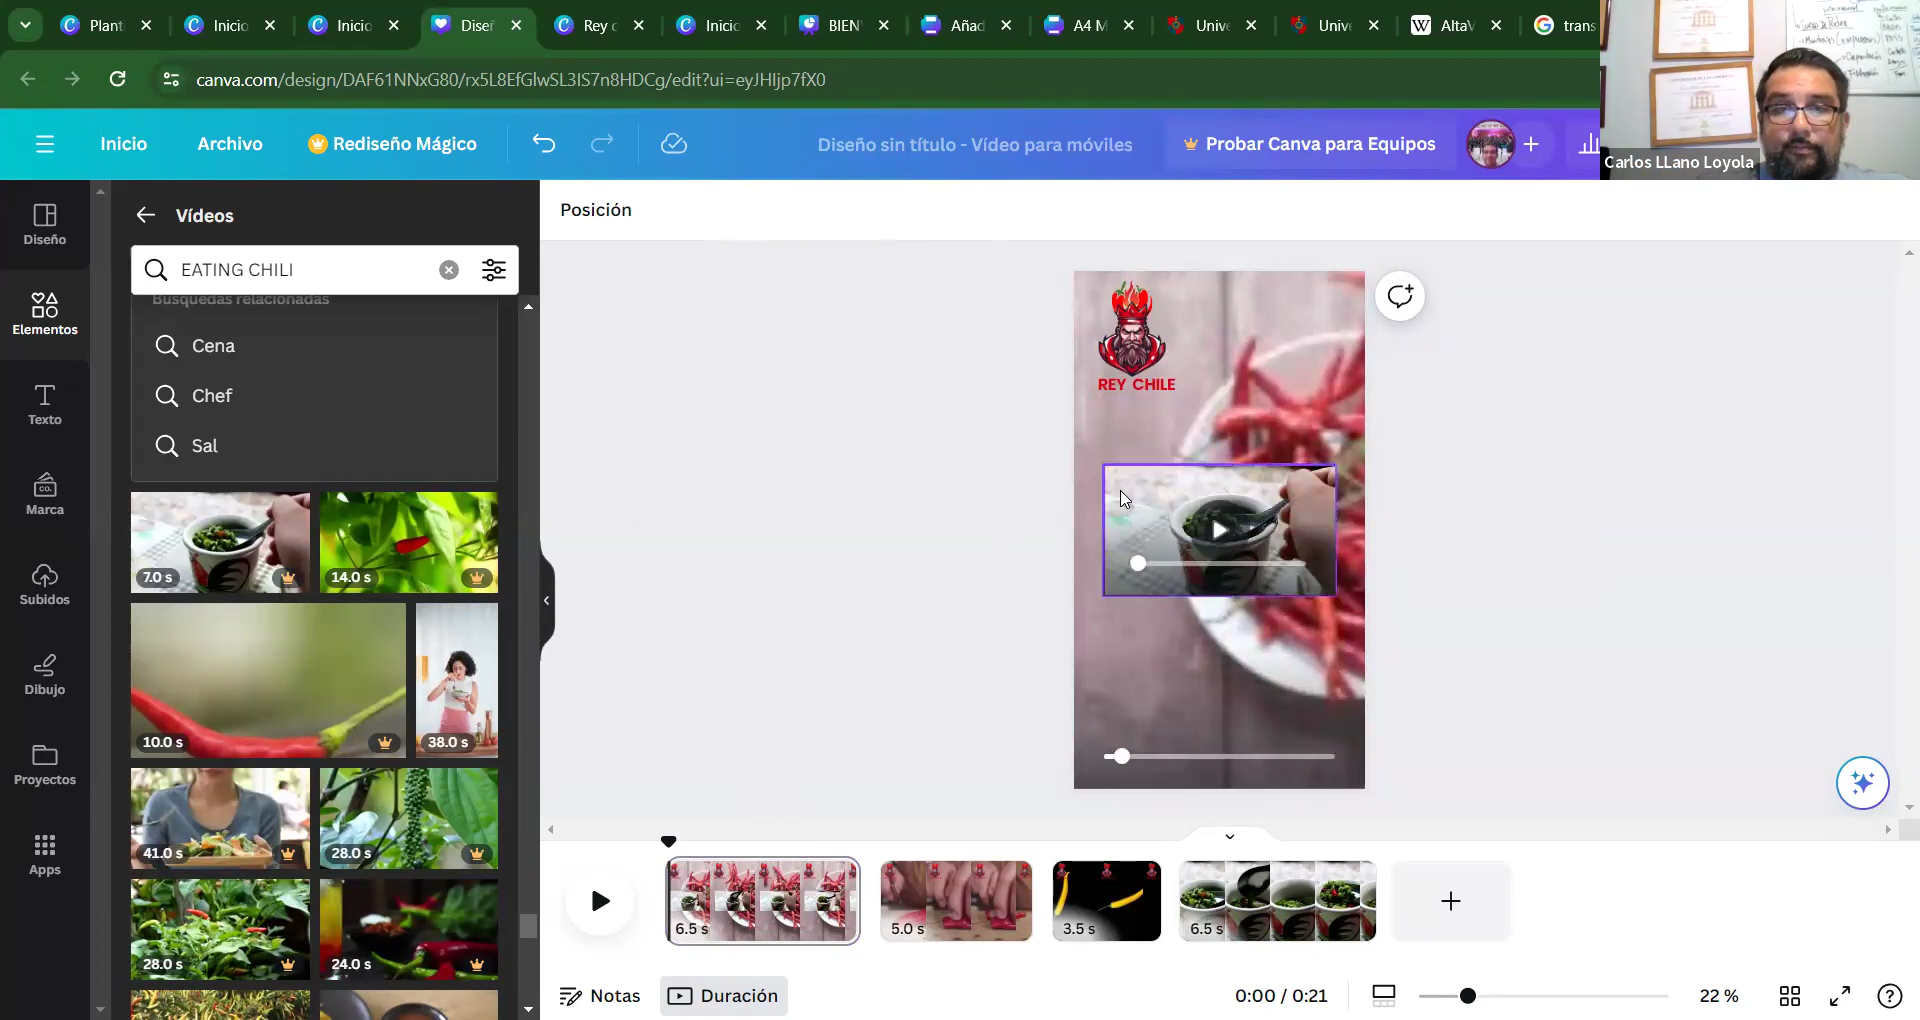 Plant
Inicio
Inicio
Diseñ
Rey c
Inicio
BIEN
Añad
A4 M
Unive
Unive
AltaV
trans
canva.com/design/DAF61NNxG80/rx5L8EfGlwSL3IS7n8HDCg/edit?ui=eyJHIjp7fX0
Inicio
Archivo
Rediseño Mágico
Diseño sin título - Vídeo para móviles
Probar Canva para Equipos
Carlos LLano Loyola
Diseño
Elementos
Texto
CO.
Marca
Subidos
Dibujo
Proyectos
Apps
Vídeos
EATING CHILI
Búsquedas relacionadas
Cena
Chef
Sal
7.0 s
14.0 s
10.0 s
38.0 s
41.0 s
28.0 s
28.0 s
24.0 s
Posición
REY CHILE
6.5 s
5.0 s
3.5 s
6.5 s
Notas
Duración
0:00 / 0:21
22 %